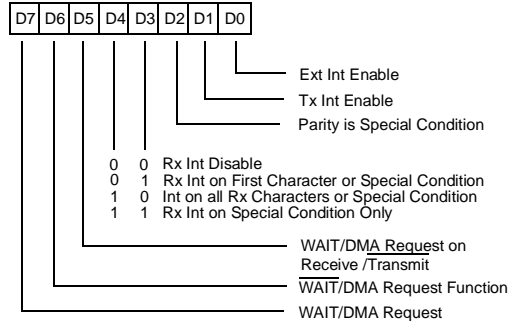 D7 D6 D5 D4 D3 D2 D1 D0
Ext Int Enable
Tx Int Enable
Parity is Special Condition
0 0 Rx Int Disable
0 1 Rx Int on First Character or Special Condition
1 0 Int on all Rx Characters or Special Condition
1 1 Rx Int on Special Condition Only
WAIT/DMA Request on
Receive /Transmit
WAIT/DMA Request Function
WAIT/DMA Request